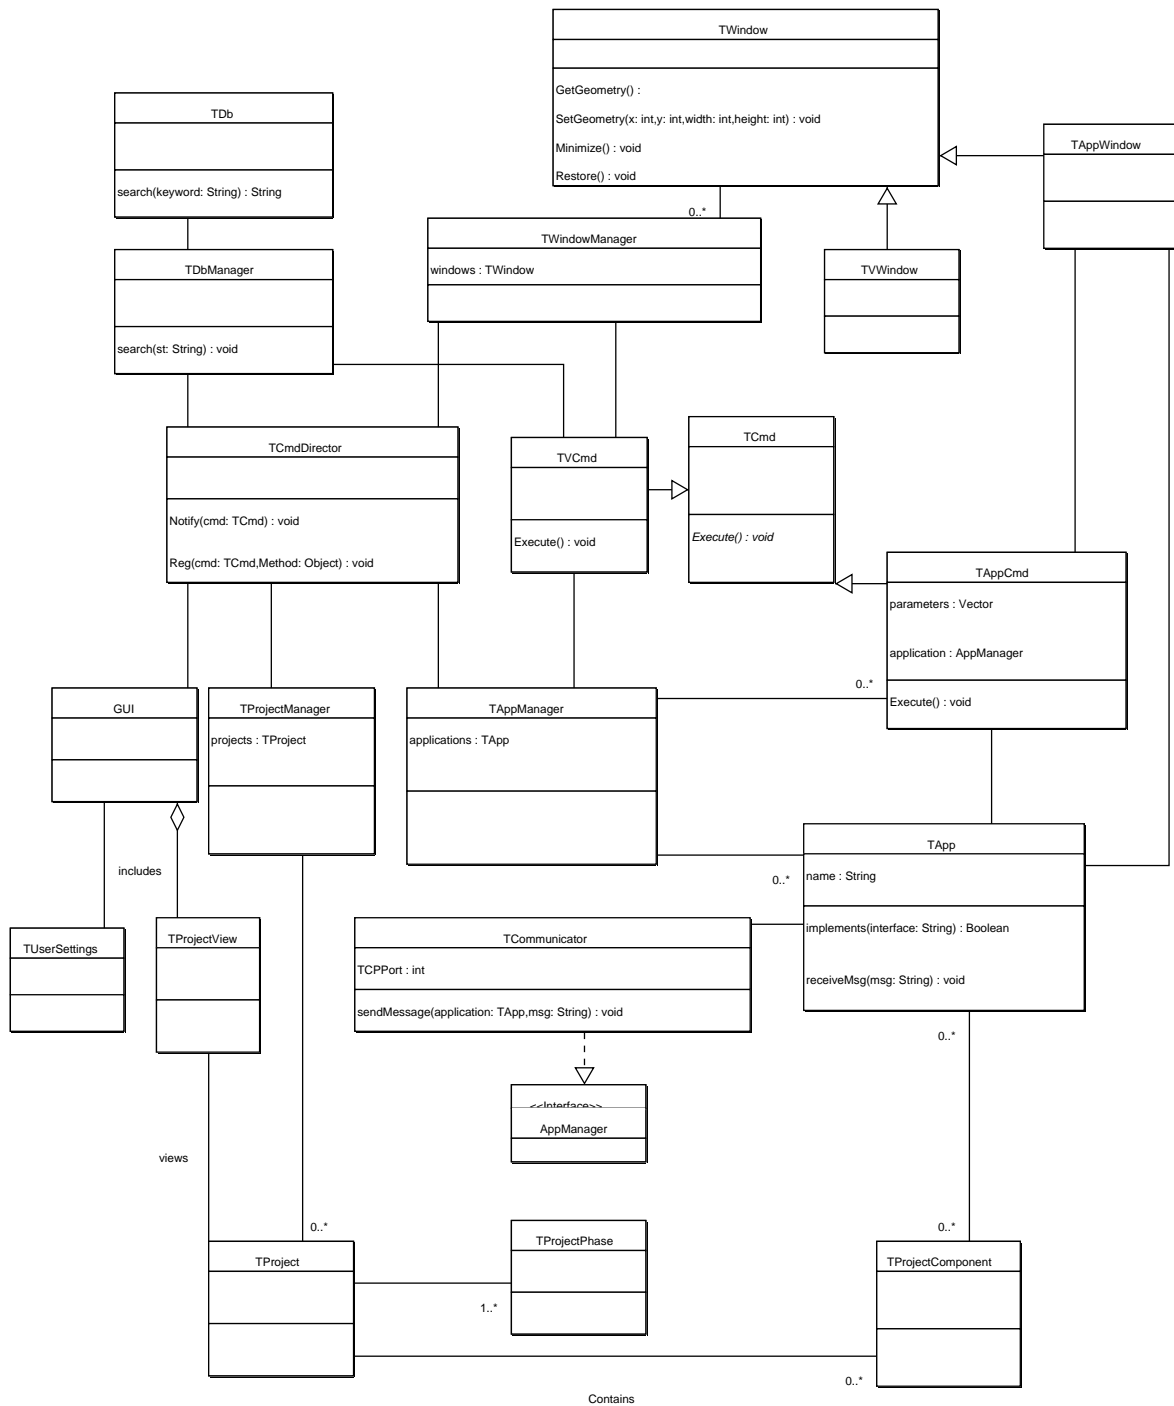 TWindow
GetGeometry() :
SetGeometry(x: int,y: int,width: int,height: int) : void
Minimize() : void
Restore() : void
TDb
search(keyword: String) : String
TAppWindow
0..*
TWindowManager
windows : TWindow
TDbManager
search(st: String) : void
TVWindow
TCmdDirector
Notify(cmd: TCmd) : void
Reg(cmd: TCmd,Method: Object) : void
TVCmd
Execute() : void
TCmd
Execute() : void
TAppCmd
parameters : Vector
application : AppManager
Execute() : void
0..*
GUI
TProjectManager
projects : TProject
TAppManager
applications : TApp
includes
0..*
TApp
name : String
implements(interface: String) : Boolean
receiveMsg(msg: String) : void
TUserSettings
TProjectView
TCommunicator
TCPPort : int
sendMessage(application: TApp,msg: String) : void
0..*
<<Interface>>
AppManager
views
0..*
0..*
TProject
TProjectPhase
1..*
TProjectComponent
0..*
Contains